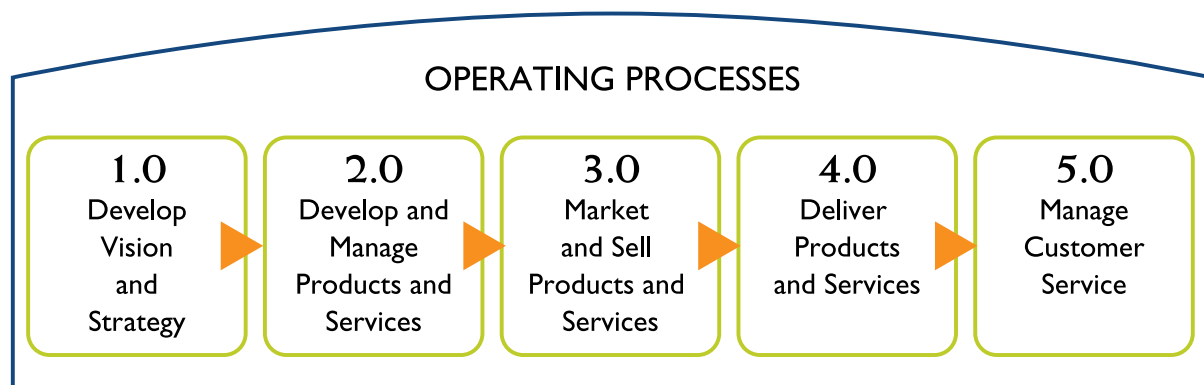 OPERATING PROCESSES
1.0
Develop
Vision
and
Strategy
2.0
Develop and
Manage
Products and
Services
3.0
Market
and Sell
Products and
Services
4.0
Deliver
Products
and Services
5.0
Manage
Customer
Service